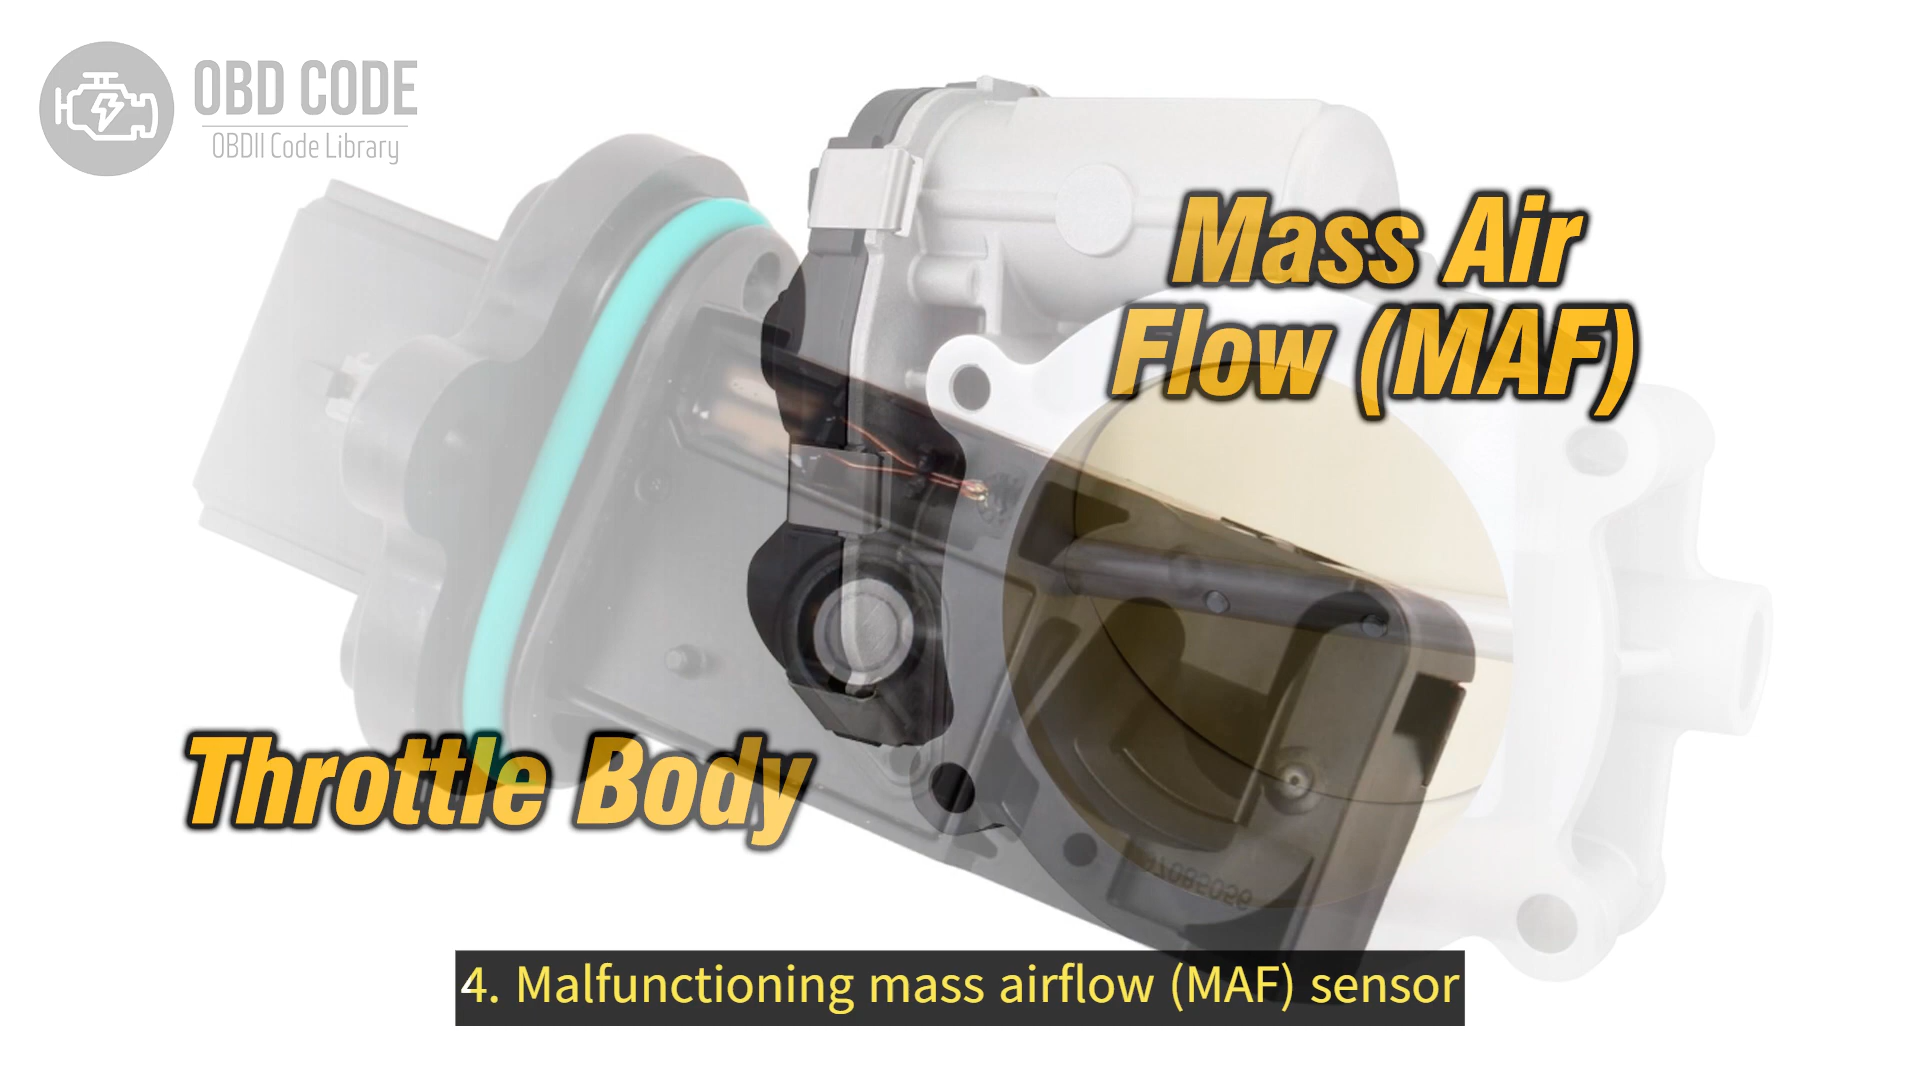 OBD CODE
OBDII Code Library
Mass Air
Flow (MAF)
Throttle Body
4. Malfunctioning mass airflow (MAF) sensor